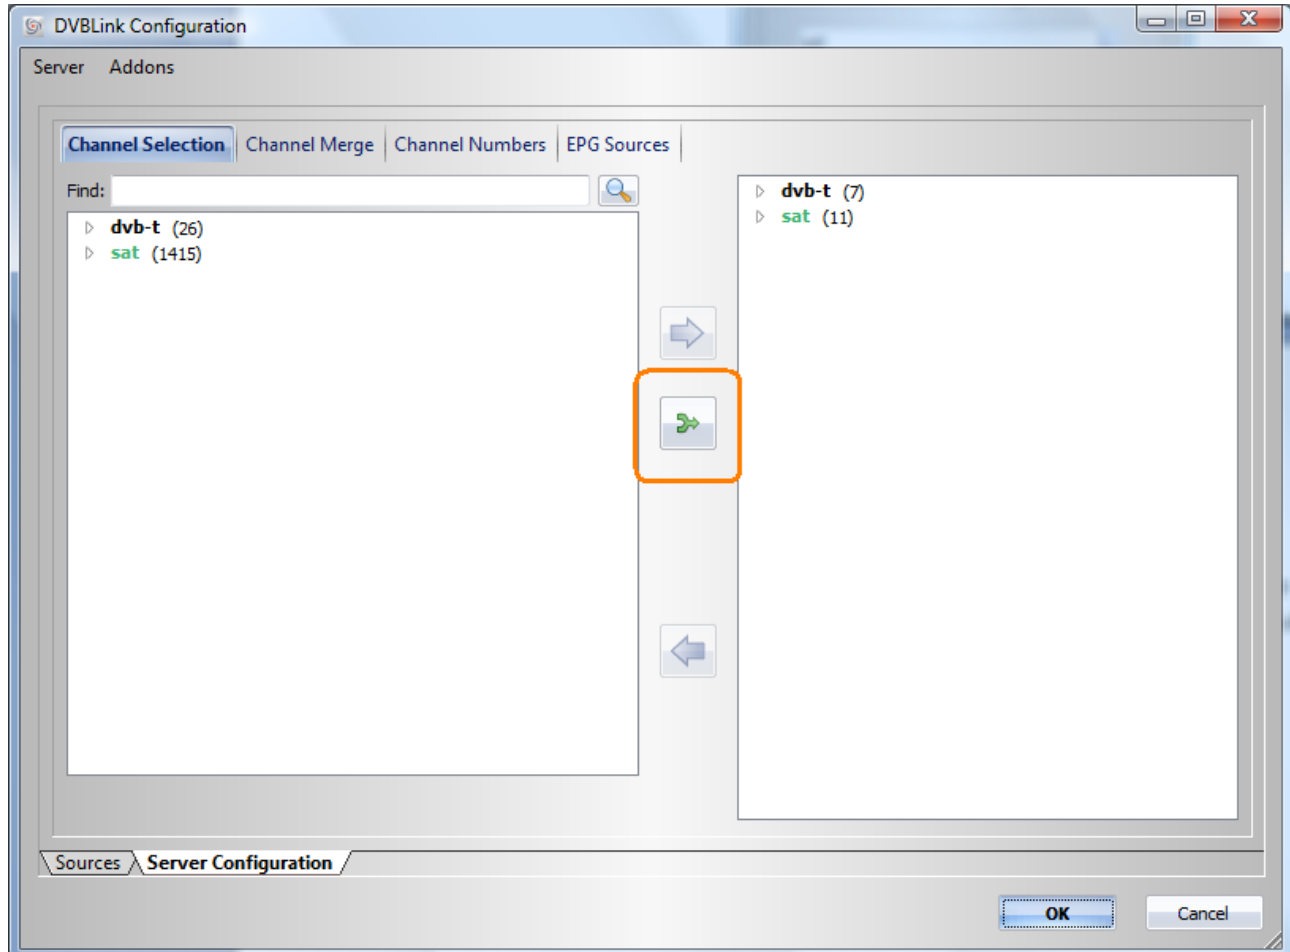 DVBLink Configuration
Server Addons
Channel Selection Channel Merge Channel Numbers EPG Sources
Find:
dvb-t (26)
sat (1415)
dvb-t (7)
sat (11)
Sources Server Configuration
OK Cancel